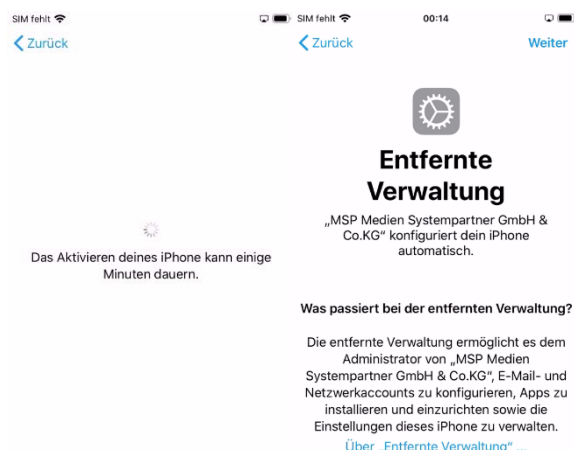 SIM fehlt
Zurück
Das Aktivieren deines iPhone kann einige
Minuten dauern.
SIM fehlt 00:14
Zurück Weiter
Entfernte
Verwaltung
„MSP Medien Systempartner GmbH &
Co.KG“ konfiguriert dein iPhone
automatisch.
Was passiert bei der entfernten Verwaltung?
Die entfernte Verwaltung ermöglicht es dem
Administrator von „MSP Medien
Systempartner GmbH & Co.KG“, E-Mail- und
Netzwerkaccounts zu konfigurieren, Apps zu
installieren und einzurichten sowie die
Einstellungen dieses iPhone zu verwalten.
Über „Entfernte Verwaltung“ ...